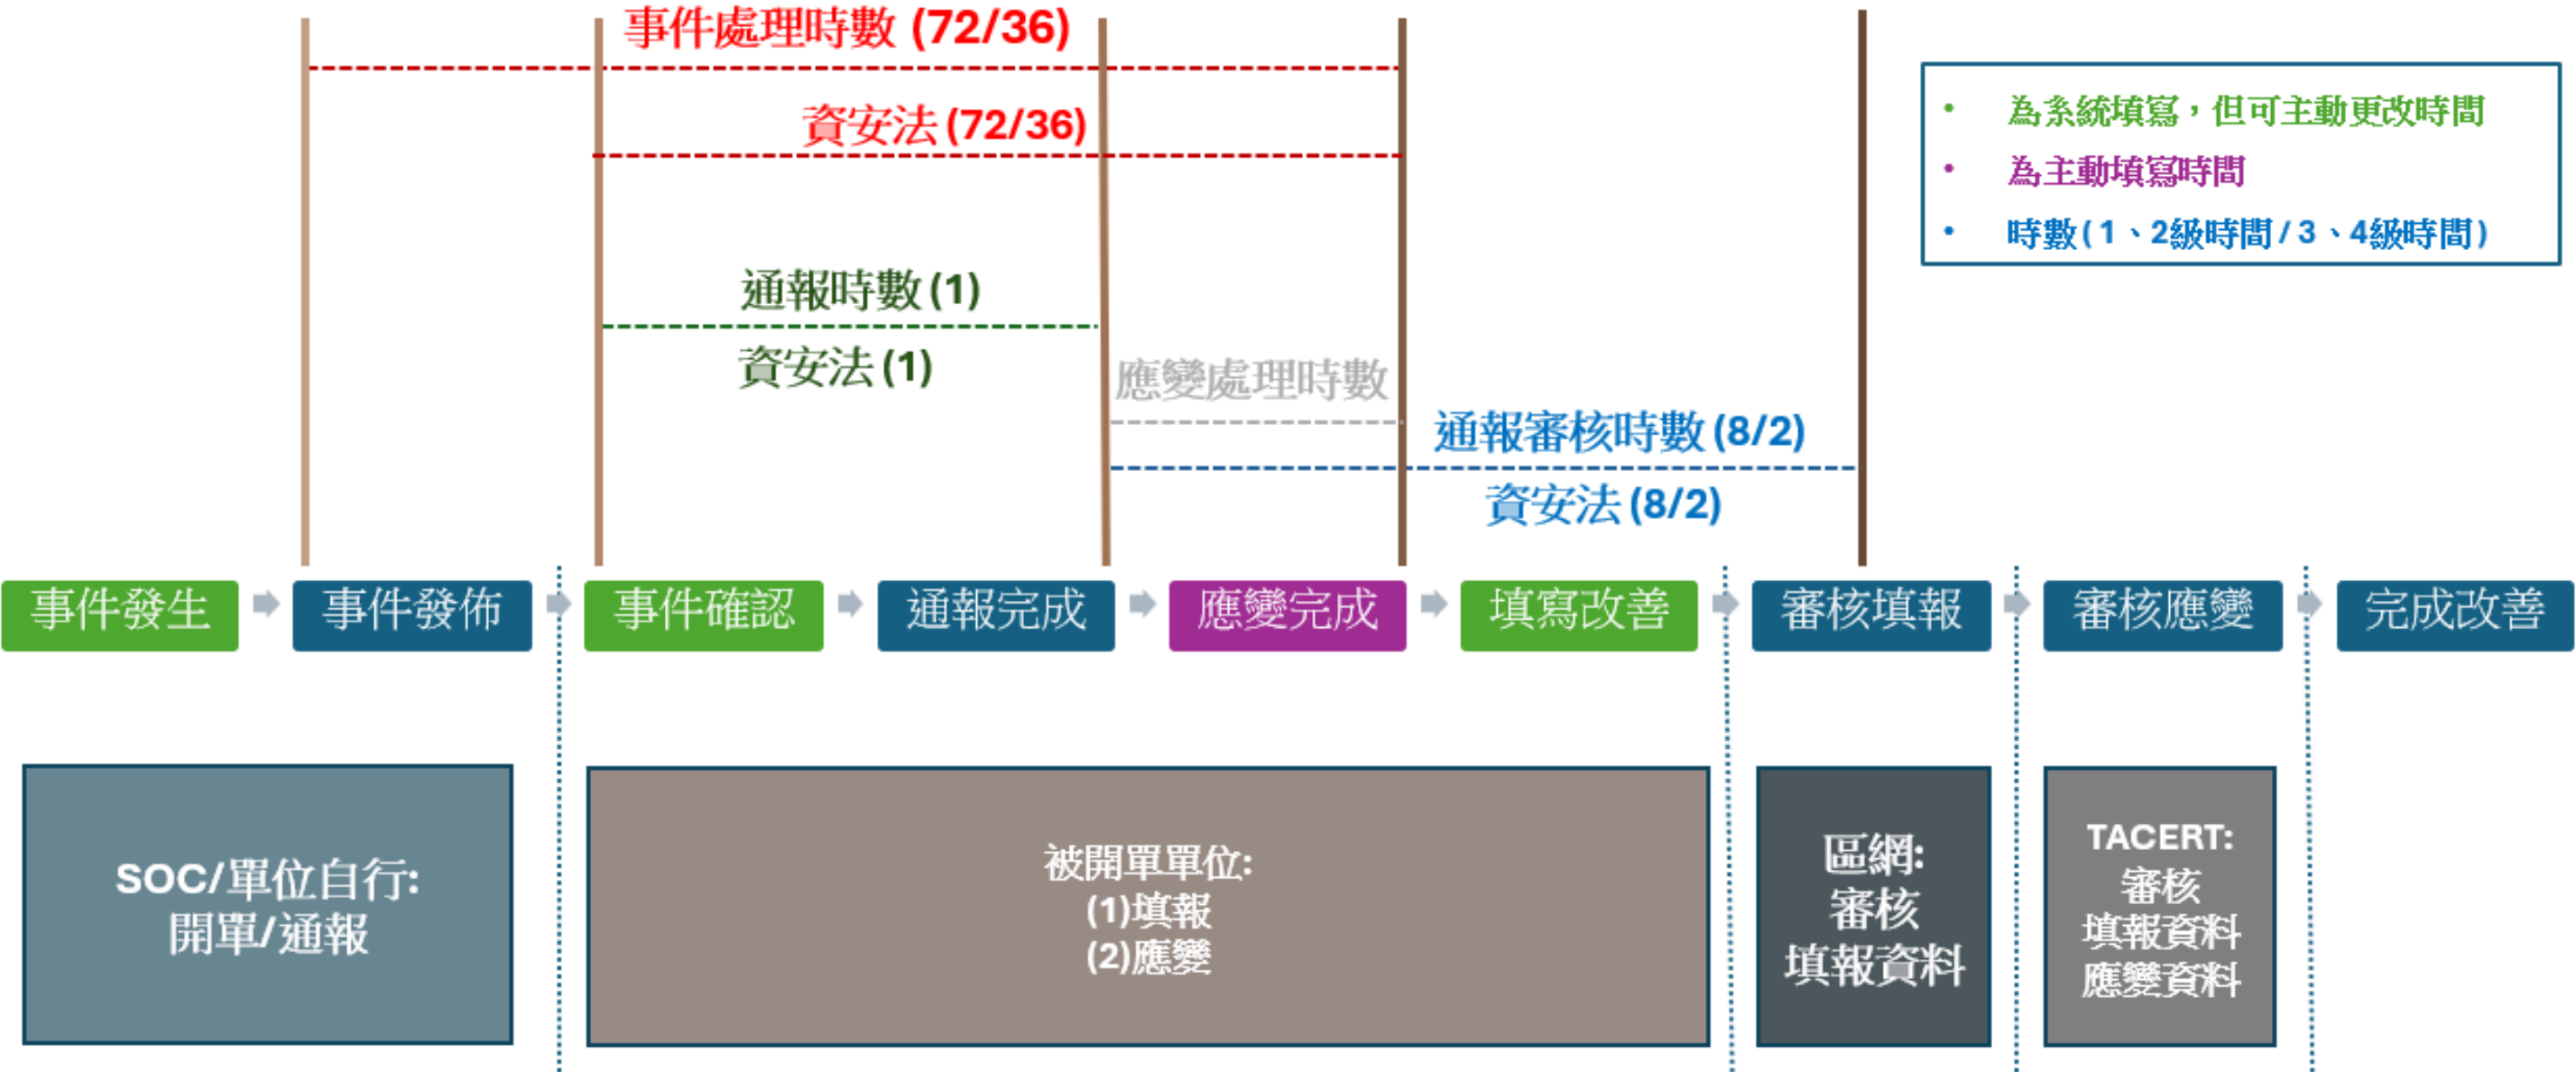 事件處理時數 (72/36)
資安法 (72/36)
為系統填寫，但可主動更改時間
為主動填寫時間
時數 ( 1 、2級時間 / 3 、4級時間 )
通報時數 (1)
資安法 (1)
應變處理時數
通報審核時數 (8/2)
資安法 (8/2)
事件發生
事件發佈
事件確認
通報完成
應變完成
填寫改善
審核填報
審核應變
完成改善
SOC/單位自行:
開單/通報
被開單單位:
(1)填報
(2)應變
區網:
審核
填報資料
TACERT:
審核
填報資料
應變資料